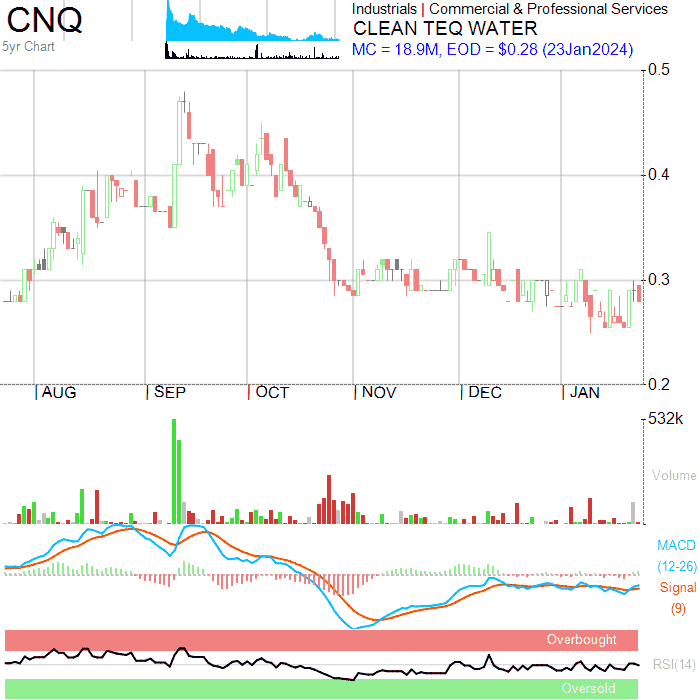 CNQ
5yr Chart
Industrials | Commercial & Professional Services
CLEAN TEQ WATER
MC = 18.9M, EOD = $0.28 (23Jan2024)
0.5
0.4
0.3
0.2
AUG SEP OCT NOV DEC JAN
532k
Volume
MACD
(12-26)
Signal
(9)
Overbought
RSI(14)
Oversold